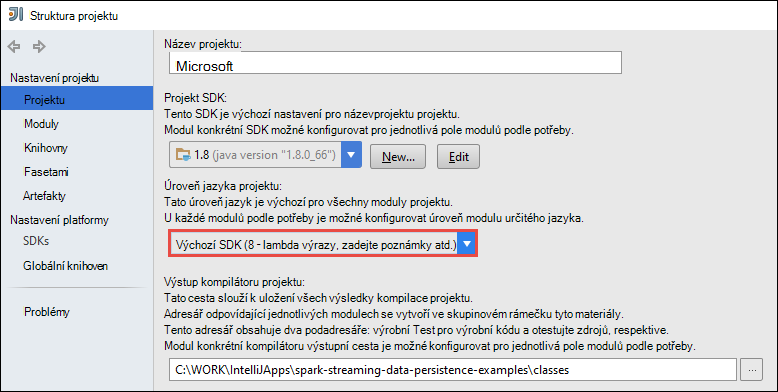 Struktura projektu
Nastavení projektu
Projektu
Moduly
Knihovny
Fasetami
Artefakty
Nastavení platformy
SDKs
Globální knihoven
Problémy
Název projektu:
Microsoft
Projekt SDK:
Tento SDK je výchozí nastavení pro názevprojektu projektu.
Modul konkrétní SDK možné konfigurovat pro jednotlivá pole modulů podle potřeby.
1.8 (java version "1.8.0_66")
New...
Edit
Úroveň jazyka projektu:
Tato úroveň jazyk je výchozí pro všechny moduly projektu.
U každé modulů podle potřeby je možné konfigurovat úroveň modulu určitého jazyka.
Výchozí SDK (8 - lambda výrazy, zadejte poznámky atd.)
Výstup kompilátoru projektu:
Tato cesta slouží k uložení všech výsledky kompilace projektu.
Adresář odpovídající jednotlivých modulech se vytvoří ve skupinovém rámečku tyto materiály.
Tento adresář obsahuje dva podadresáře: výrobní Test pro výrobní kódu a otestujte zdrojů, respektive.
Modul konkrétní kompilátoru výstupní cesta je možné konfigurovat pro jednotlivá pole modulů podle potřeby.
C:\WORK\IntelliJApps\spark-streaming-data-persistence-examples\classes
...